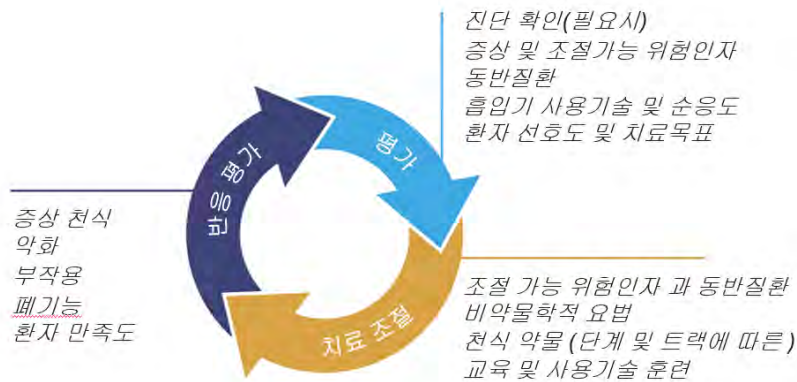 진단 확인(필요시)
증상 및 조절가능 위험인자
동반질환
흡입기 사용기술 및 순응도
환자 선호도 및 치료목표
평가
반응 평가
치료 조절
증상 천식
악화
부작용
폐기능
환자 만족도
조절 가능 위험인자 과 동반질환
비약물학적 요법
천식 약물 (단계 및 트랙에 따른)
교육 및 사용기술 훈련